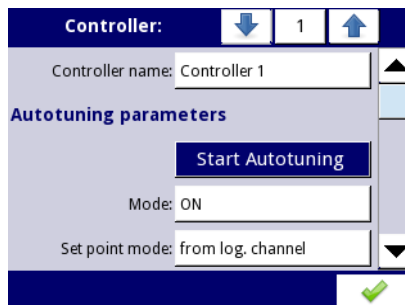 Controller: 1
Controller name: Controller 1
Autotuning parameters
Start Autotuning
Mode: ON
Set point mode: from log. channel